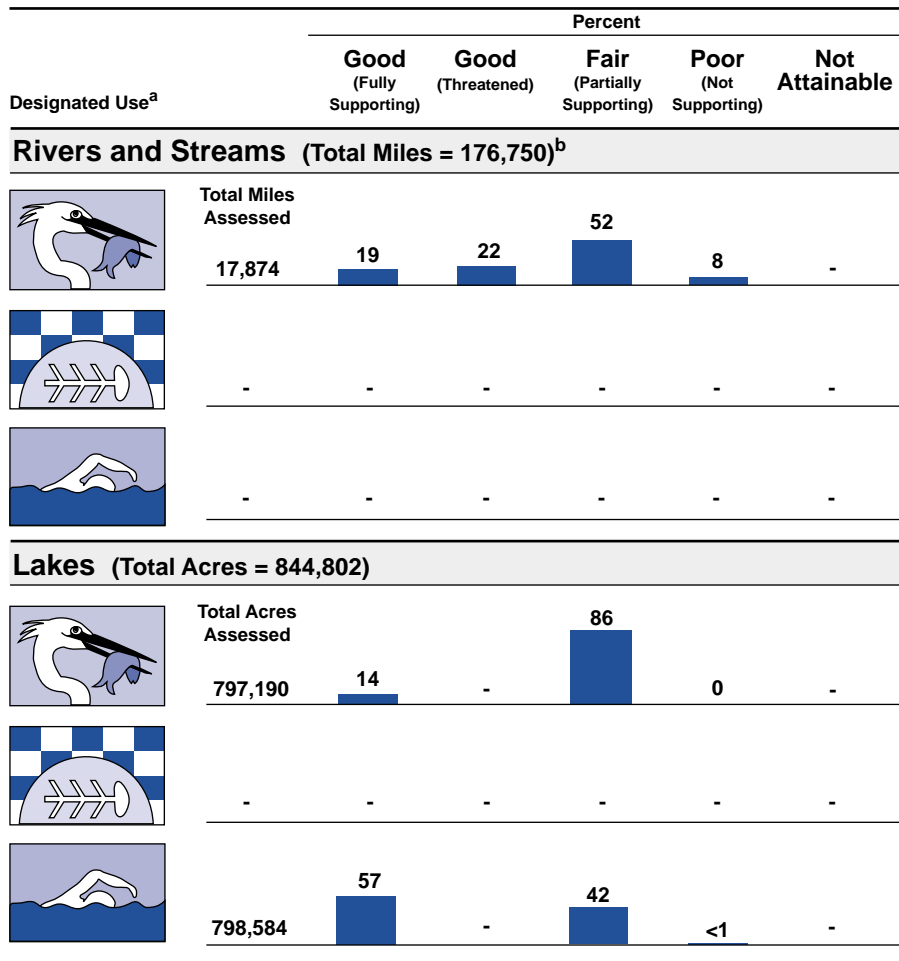 Percent
Designated Use^a
Good (Fully Supporting)
Good (Threatened)
Fair (Partially Supporting)
Poor (Not Supporting)
Not Attainable
Rivers and Streams (Total Miles = 176,750)^b
Total Miles Assessed
17,874 19 22 52 8 -
- - - - - -
- - - - - -
Lakes (Total Acres = 844,802)
Total Acres Assessed
797,190 14 - 86 0 -
- - - - - -
798,584 57 - 42 <1 -